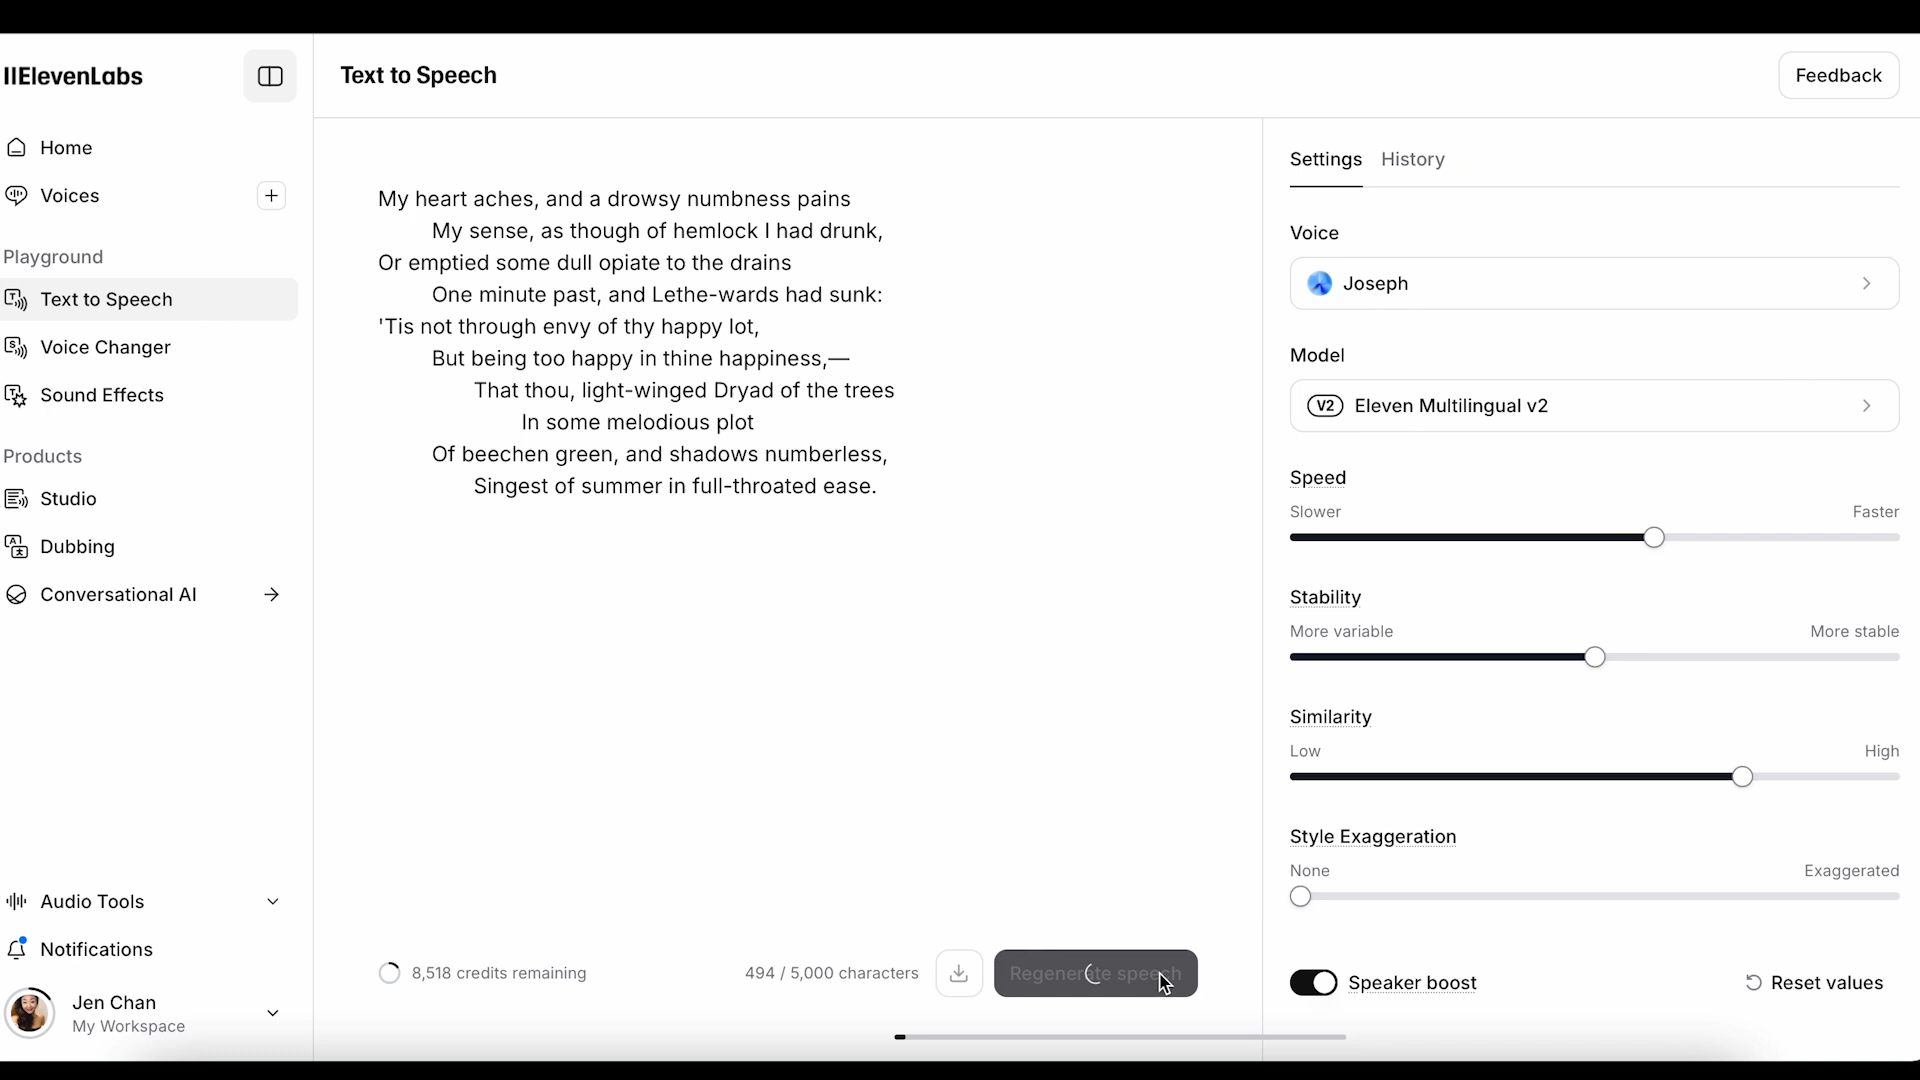 IIElevenLabs
Text to Speech
Feedback
Home
Voices
Playground
Text to Speech
Voice Changer
Sound Effects
Products
Studio
Dubbing
Conversational AI
Audio Tools
Notifications
Jen Chan
My Workspace
My heart aches, and a drowsy numbness pains
My sense, as though of hemlock I had drunk,
Or emptied some dull opiate to the drains
One minute past, and Lethe-wards had sunk:
'Tis not through envy of thy happy lot,
But being too happy in thine happiness,—
That thou, light-winged Dryad of the trees
In some melodious plot
Of beechen green, and shadows numberless,
Singest of summer in full-throated ease.
8,518 credits remaining
494 / 5,000 characters
Regenerate speech
Settings History
Voice
Joseph
Model
V2 Eleven Multilingual v2
Speed
Slower Faster
Stability
More variable More stable
Similarity
Low High
Style Exaggeration
None Exaggerated
Speaker boost
Reset values